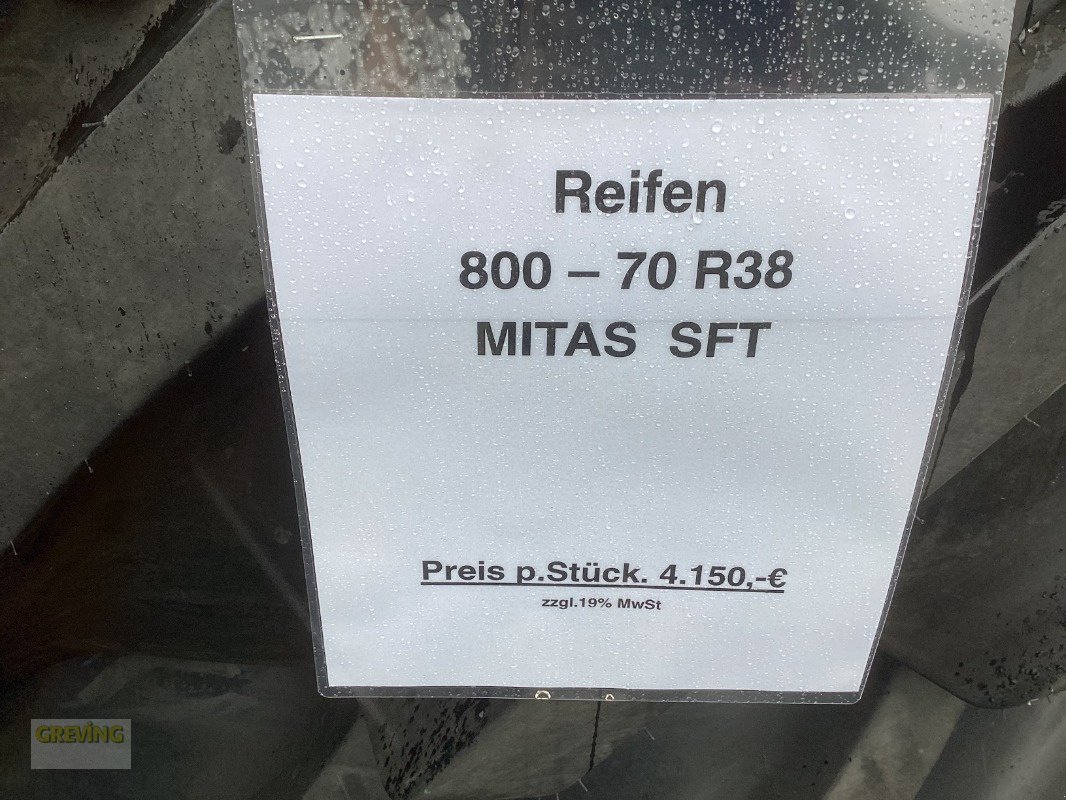 Reifen
800 – 70 R38
MITAS SFT
Preis p.Stück. 4.150,-€
zzgl.19% MwSt
GREVING